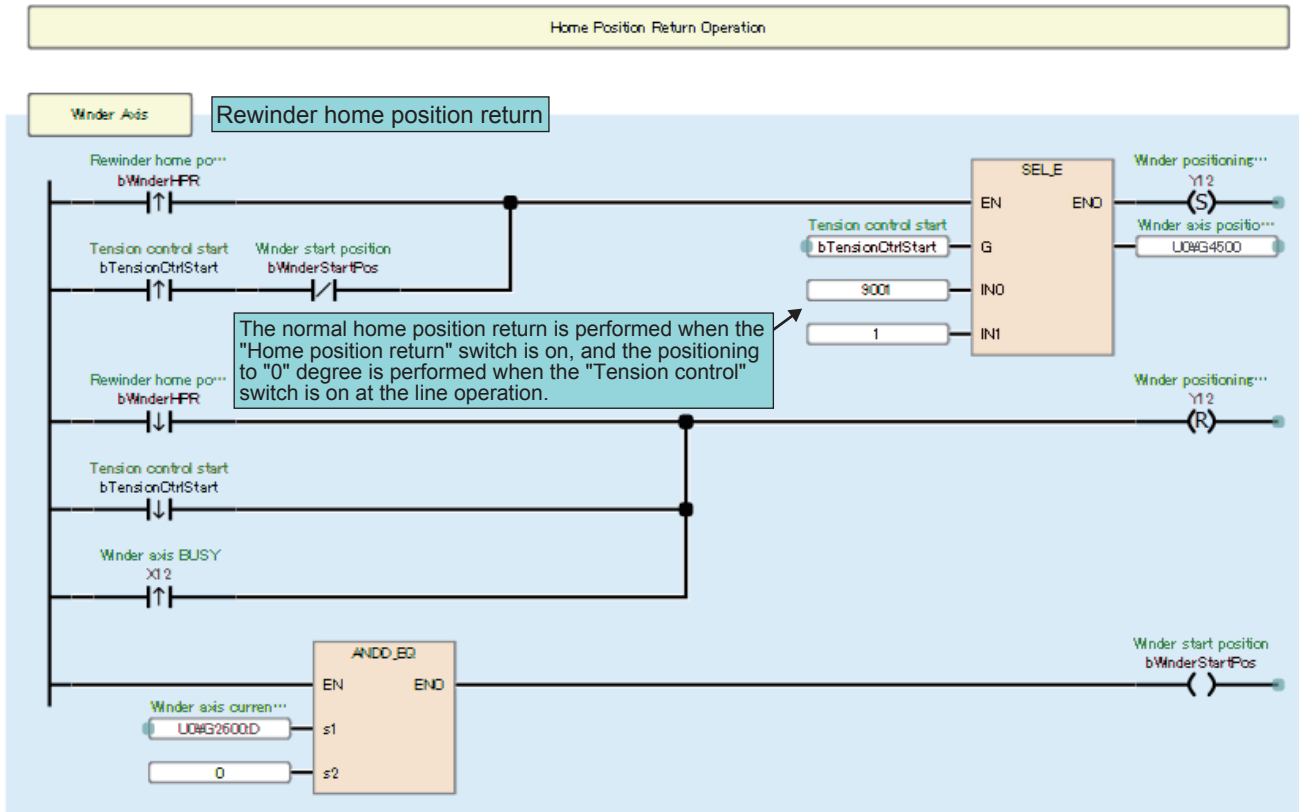 Home Position Return Operation
Winder Axis
Rewinder home position return
Rewinder home po···
bWinderHPR
Tension control start
bTensionCtrlStart
Winder start position
bWinderStartPos
SEL_E
EN
ENO
Tension control start
bTensionCtrlStart
G
9001
IN0
1
IN1
Winder positioning···
Y12
(S)
Winder axis positio···
U0¥G4500
The normal home position return is performed when the
"Home position return" switch is on, and the positioning
to "0" degree is performed when the "Tension control"
switch is on at the line operation.
Rewinder home po···
bWinderHPR
Winder positioning···
Y12
(R)
Tension control start
bTensionCtrlStart
Winder axis BUSY
X12
ANDD_EQ
EN
ENO
Winder axis curren···
U0¥G2600:D
s1
0
s2
Winder start position
bWinderStartPos